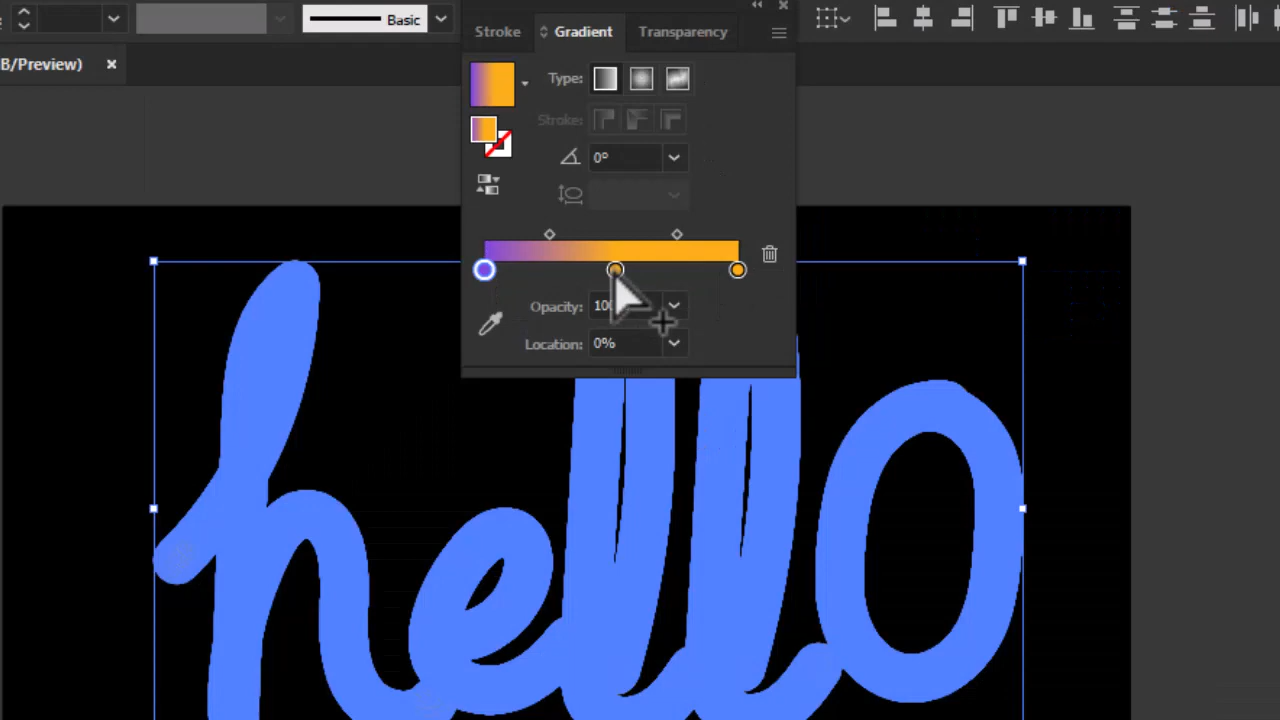 Basic
B/Preview)
Stroke
Gradient
Transparency
Type:
Stroke:
0°
Opacity:
Location: 0%
hello